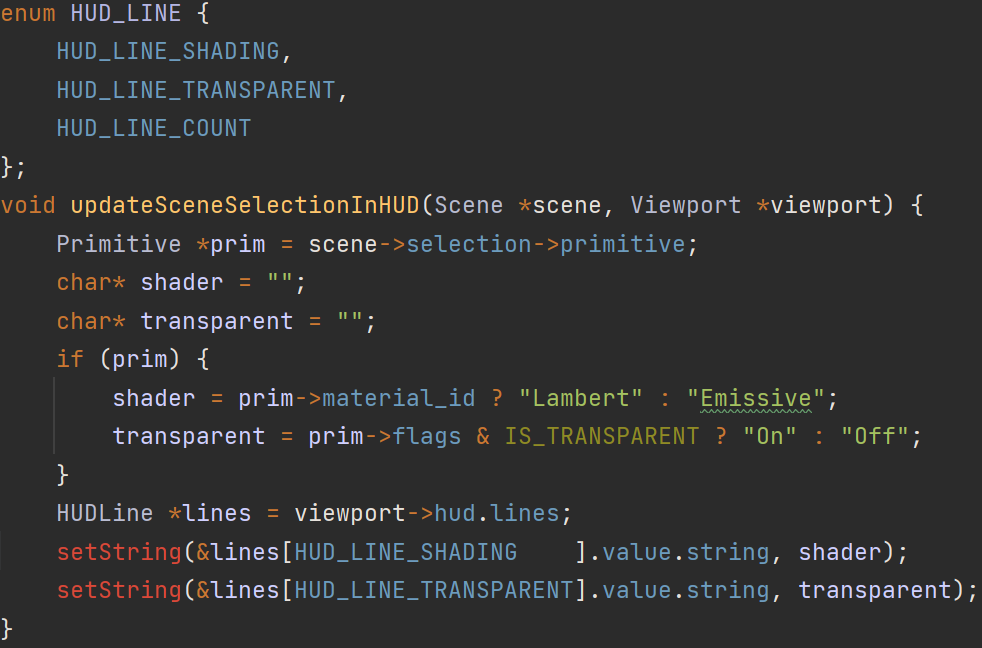 enum HUD_LINE {
    HUD_LINE_SHADING,
    HUD_LINE_TRANSPARENT,
    HUD_LINE_COUNT
};
void updateSceneSelectionInHUD(Scene *scene, Viewport *viewport) {
    Primitive *prim = scene->selection->primitive;
    char* shader = "";
    char* transparent = "";
    if (prim) {
        shader = prim->material_id ? "Lambert" : "Emissive";
        transparent = prim->flags & IS_TRANSPARENT ? "On" : "Off";
    }
    HUDLine *lines = viewport->hud.lines;
    setString(&lines[HUD_LINE_SHADING    ].value.string, shader);
    setString(&lines[HUD_LINE_TRANSPARENT].value.string, transparent);
}